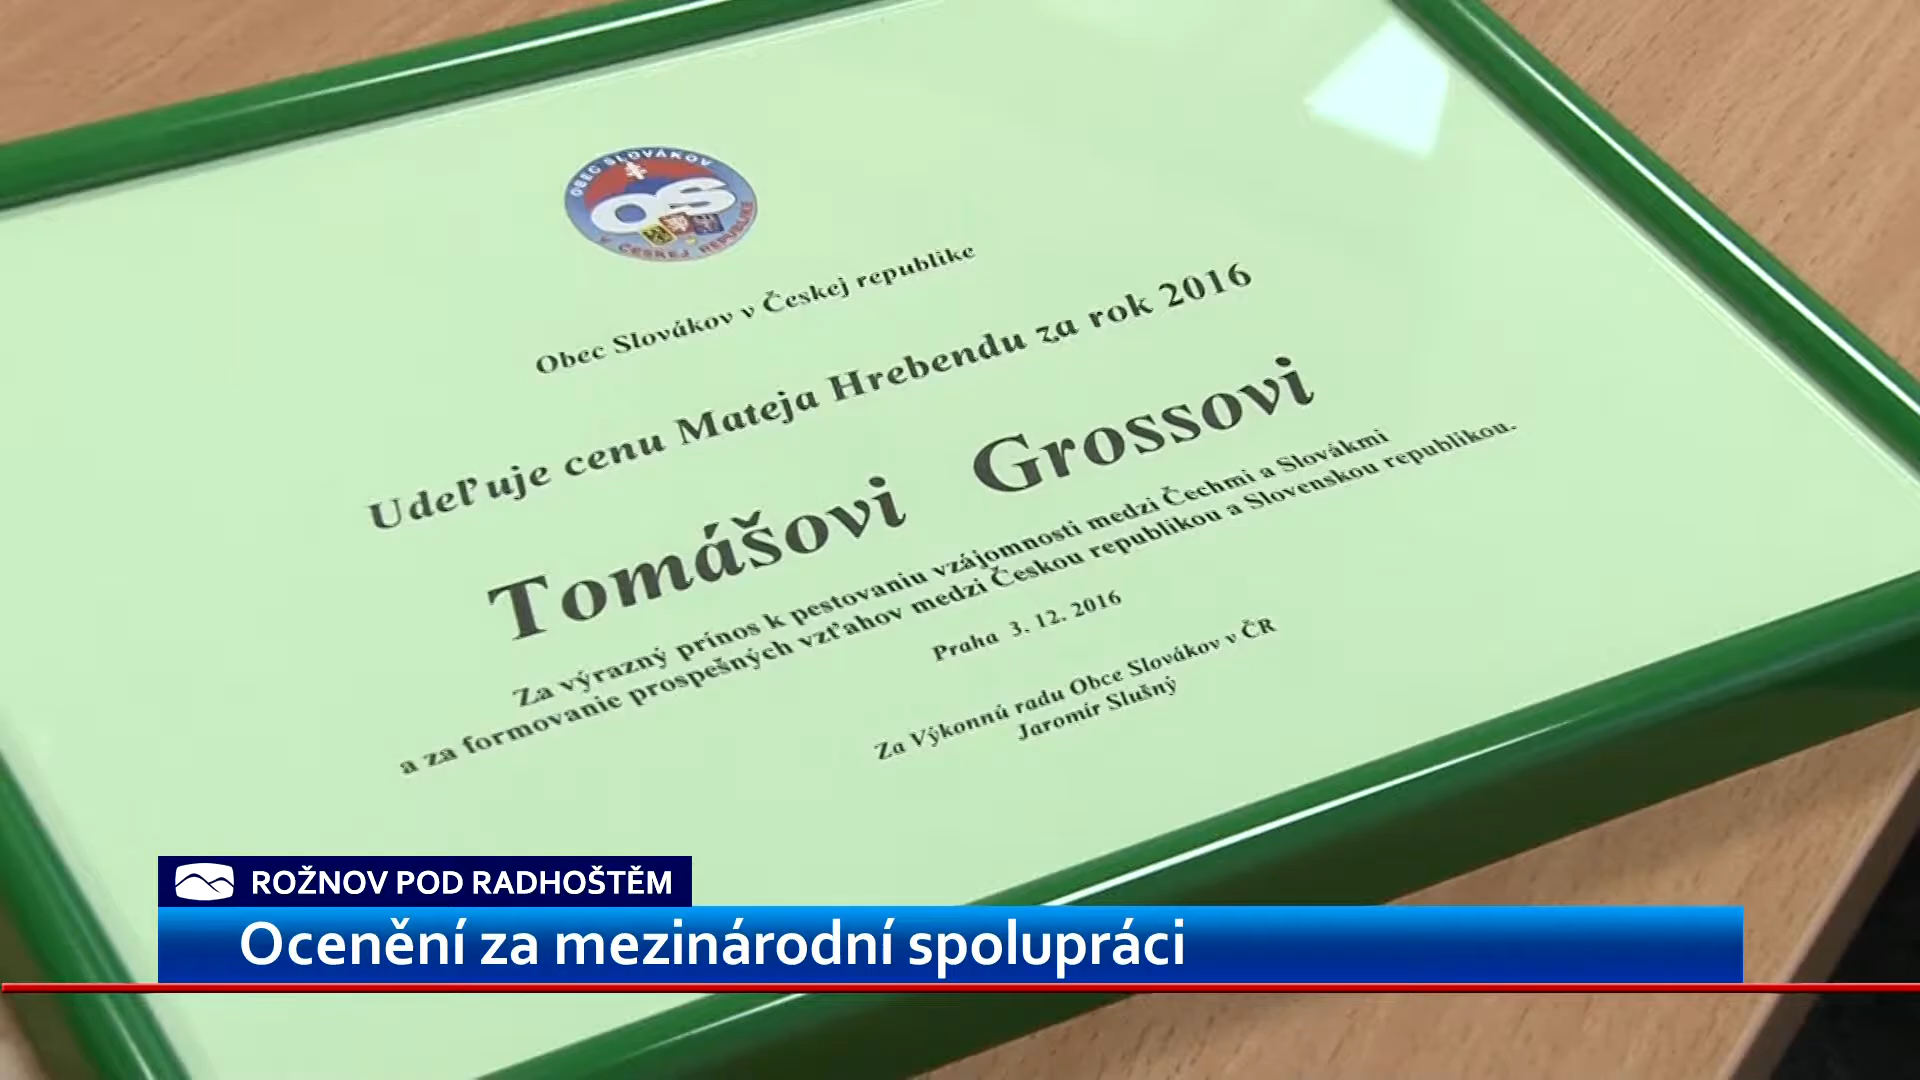 OBEC SLOVÁKOV
OS
V ČESKEJ REPUBLIKE
Obec Slovákov v Českej republike
Udeľuje cenu Mateja Hrebendu za rok 2016
Tomášovi Grossovi
Za výrazný prínos k pestovaniu vzájomnosti medzi Čechmi a Slovákmi
a za formovanie prospešných vzťahov medzi Českou republikou a Slovenskou republikou.
Praha 3. 12. 2016
Za Výkonnú radu Obce Slovákov v ČR
Jaromír Slušný
ROŽNOV POD RADHOŠTĚM
Ocenění za mezinárodní spolupráci